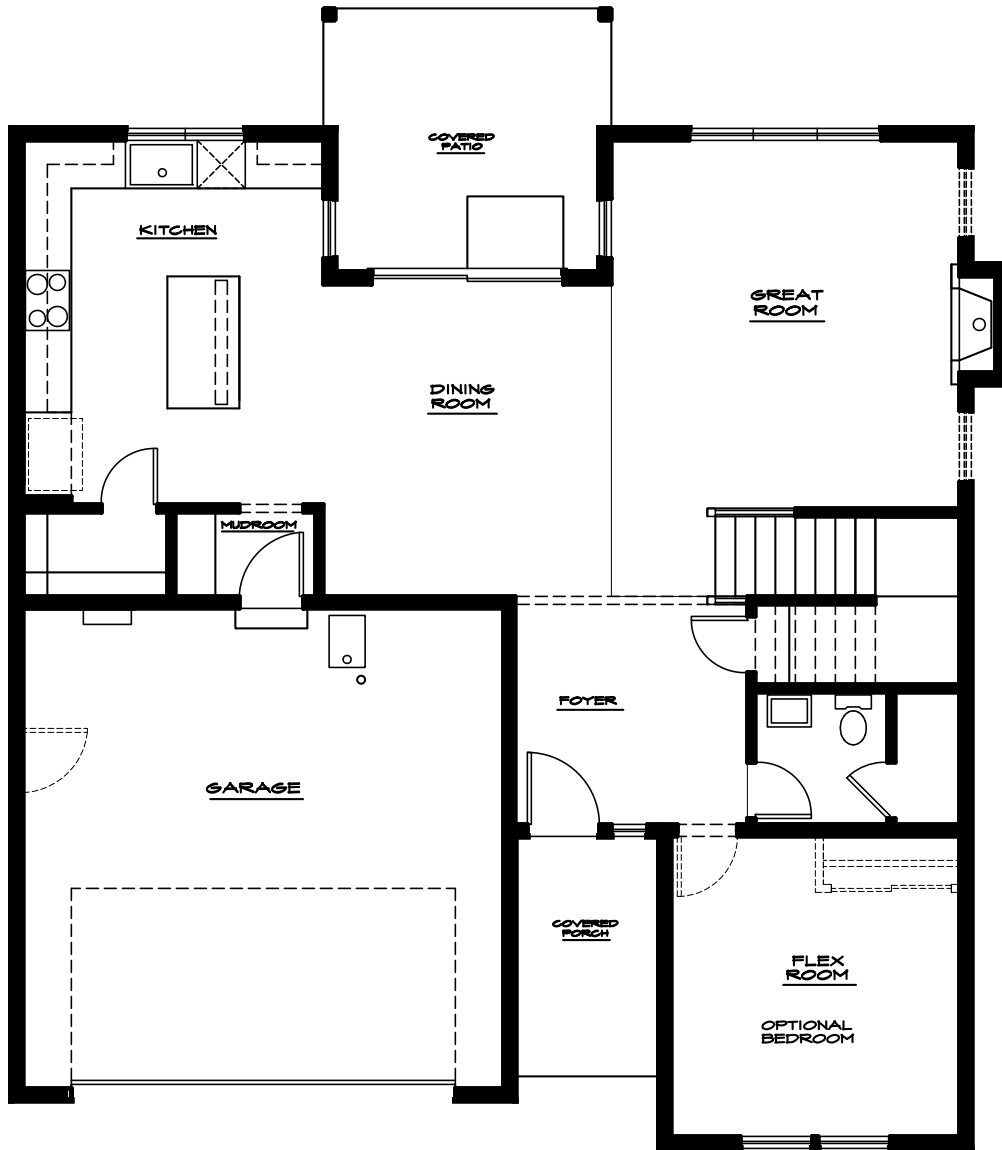 COVERED
PATIO
KITCHEN
GREAT
ROOM
DINING
ROOM
MUDROOM
FOYER
GARAGE
COVERED
PORCH
FLEX
ROOM
OPTIONAL
BEDROOM